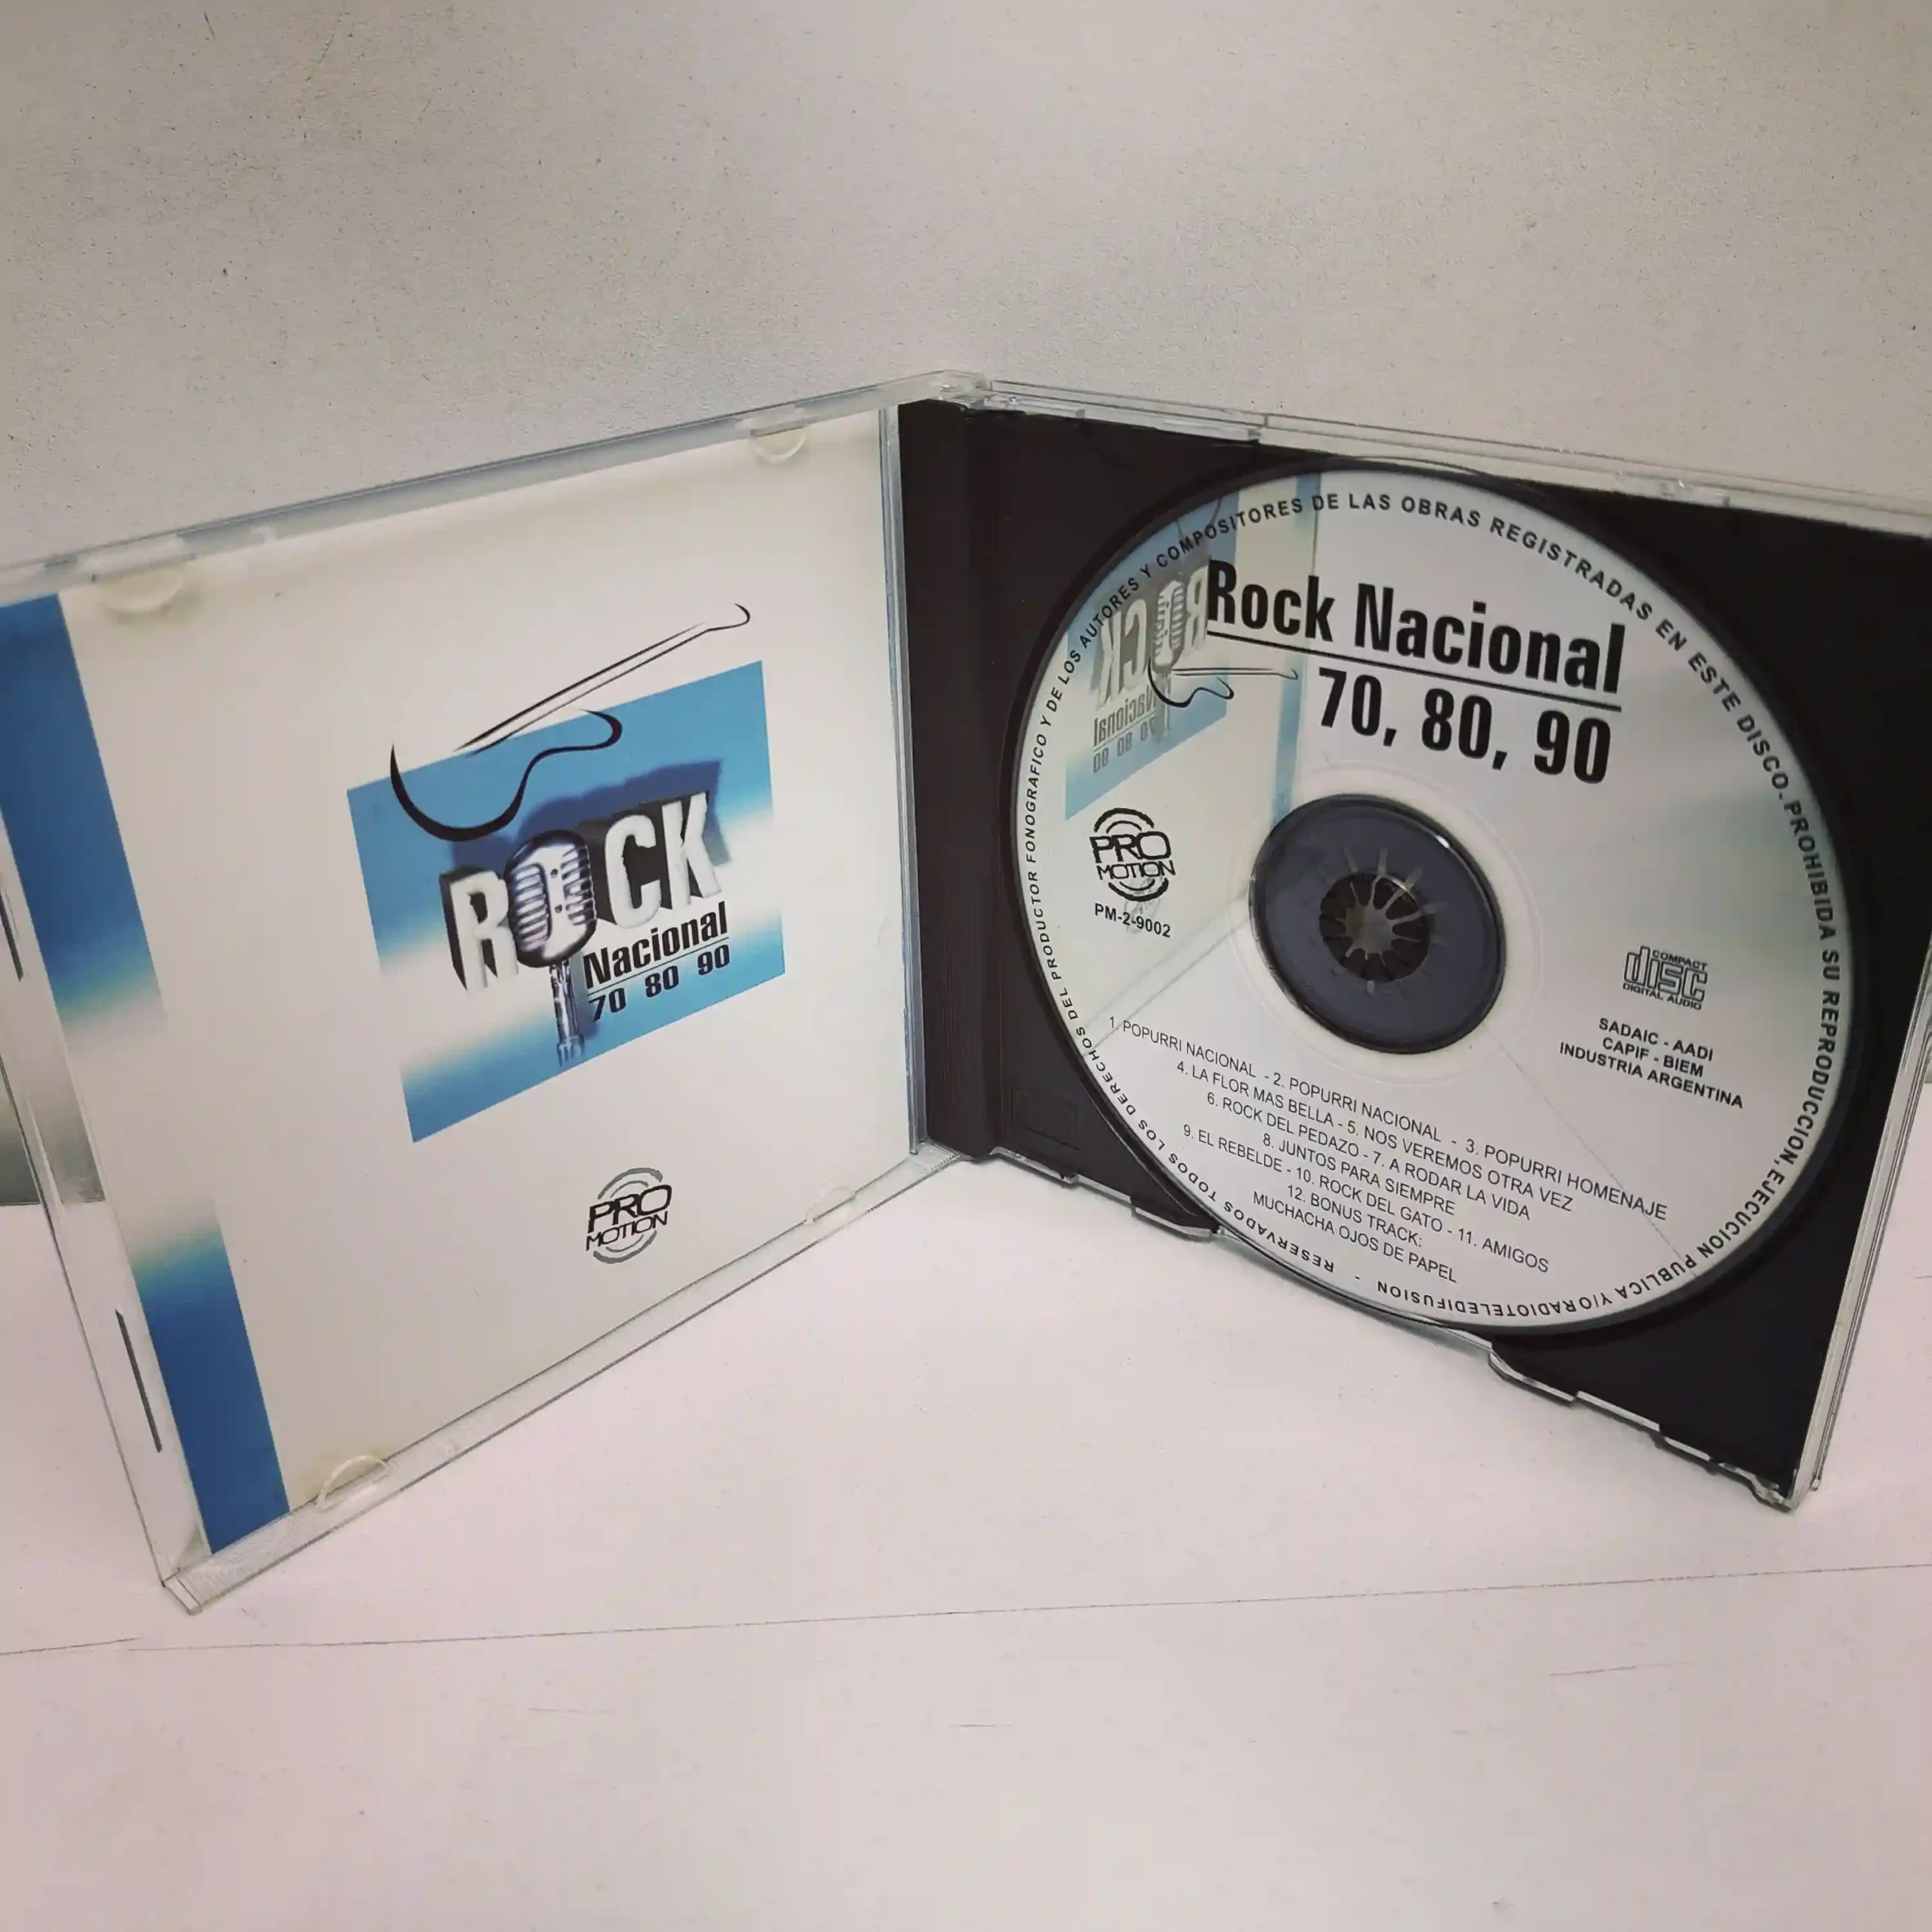 ROCK
Nacional
70 80 90
PRO
MOTION
TODOS LOS DERECHOS DEL PRODUCTOR FONOGRAFICO Y DE LOS AUTORES Y COMPOSITORES DE LAS OBRAS REGISTRADAS EN ESTE DISCO. PROHIBIDA SU REPRODUCCION, EJECUCION PUBLICA Y/O RADIOTELEDIFUSION - RESERVADOS
Rock Nacional
70, 80, 90
PRO
MOTION
PM-2-9002
COMPACT
disc
DIGITAL AUDIO
SADAIC - AADI
CAPIF - BIEM
INDUSTRIA ARGENTINA
1. POPURRI NACIONAL - 2. POPURRI NACIONAL - 3. POPURRI HOMENAJE
4. LA FLOR MAS BELLA - 5. NOS VEREMOS OTRA VEZ
6. ROCK DEL PEDAZO - 7. A RODAR LA VIDA
8. JUNTOS PARA SIEMPRE
9. EL REBELDE - 10. ROCK DEL GATO - 11. AMIGOS
12. BONUS TRACK:
MUCHACHA OJOS DE PAPEL